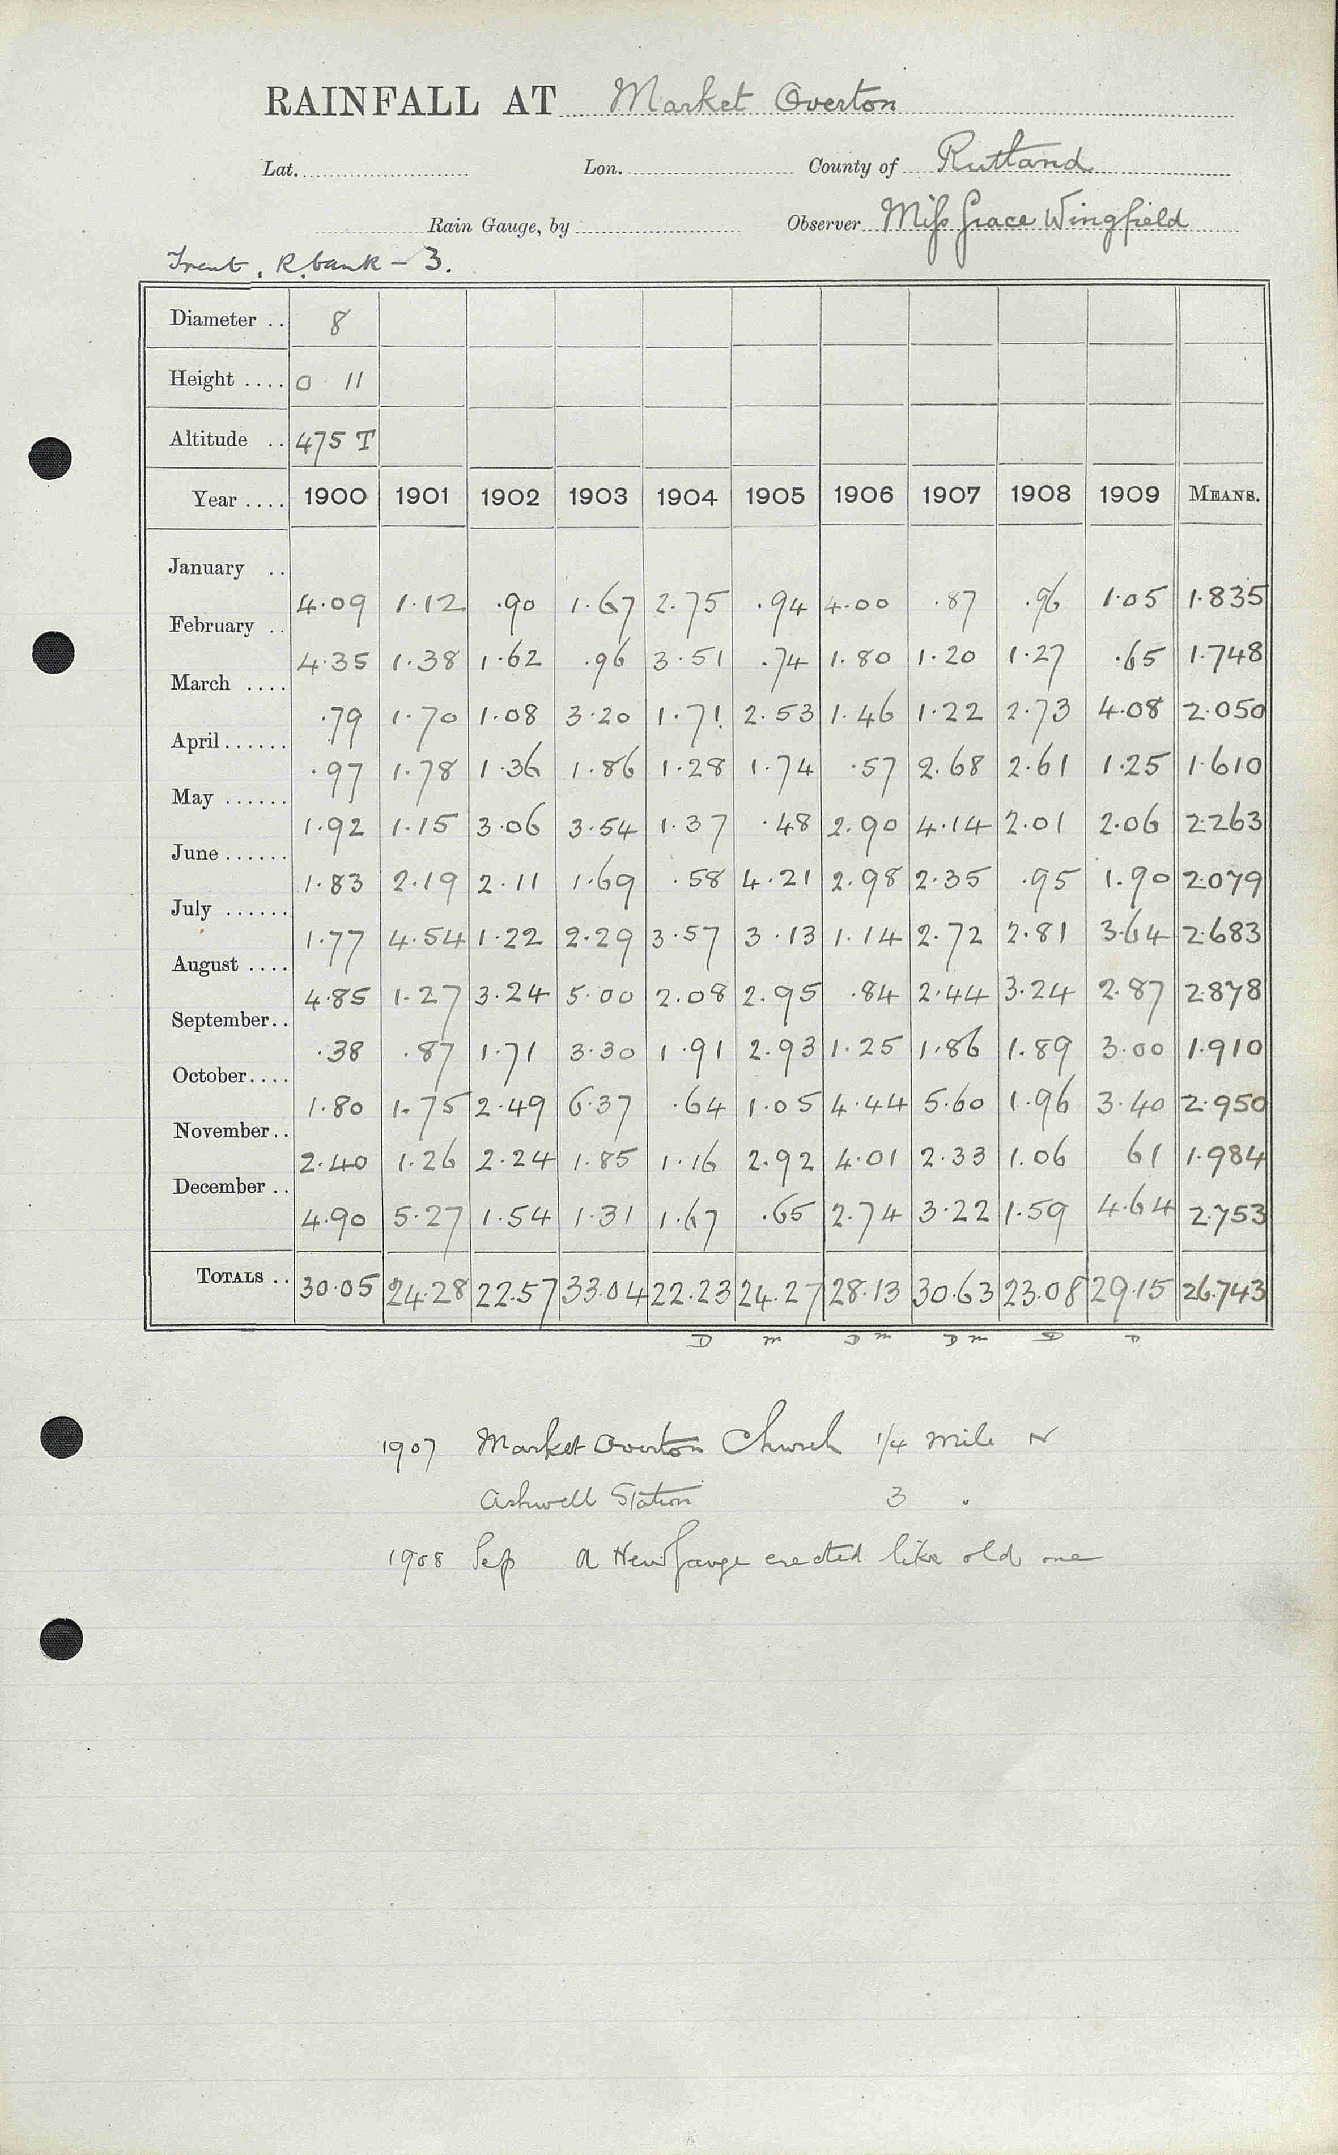 RAINFALL AT Market Overton
Lat. Lon. County of Rutland
Rain Gauge, by Observer Miss Grace Wingfield
Trent, R. bank - 3.
Diameter .. 8
Height .... 0 11
Altitude .. 475 T
Year .... 1900 1901 1902 1903 1904 1905 1906 1907 1908 1909 MEANS.
January .. 4.09 1.12 .90 1.67 2.75 .94 4.00 .87 .96 1.05 1.835
February .. 4.35 1.38 1.62 .96 3.51 .74 1.80 1.20 1.27 .65 1.748
March .... .79 1.70 1.08 3.20 1.71 2.53 1.46 1.22 2.73 4.08 2.050
April...... .97 1.78 1.36 1.86 1.28 1.74 .57 2.68 2.61 1.25 1.610
May ...... 1.92 1.15 3.06 3.54 1.37 .48 2.90 4.14 2.01 2.06 2.263
June ...... 1.83 2.19 2.11 1.69 .58 4.21 2.98 2.35 .95 1.90 2.079
July ...... 1.77 4.54 1.22 2.29 3.57 3.13 1.14 2.72 2.81 3.64 2.683
August .... 4.85 1.27 3.24 5.00 2.08 2.95 .84 2.44 3.24 2.87 2.878
September.. .38 .87 1.71 3.30 1.91 2.93 1.25 1.86 1.89 3.00 1.910
October.... 1.80 1.75 2.49 6.37 .64 1.05 4.44 5.60 1.96 3.40 2.950
November.. 2.40 1.26 2.24 1.85 1.16 2.92 4.01 2.33 1.06 61 1.984
December .. 4.90 5.27 1.54 1.31 1.67 .65 2.74 3.22 1.59 4.64 2.753
TOTALS .. 30.05 24.28 22.57 33.04 22.23 24.27 28.13 30.63 23.08 29.15 26.743
D m D m D m D D
1907 Market Overton Church 1/4 mile N
Ashwell Station 3 "
1908 Sep a New Gauge erected like old one